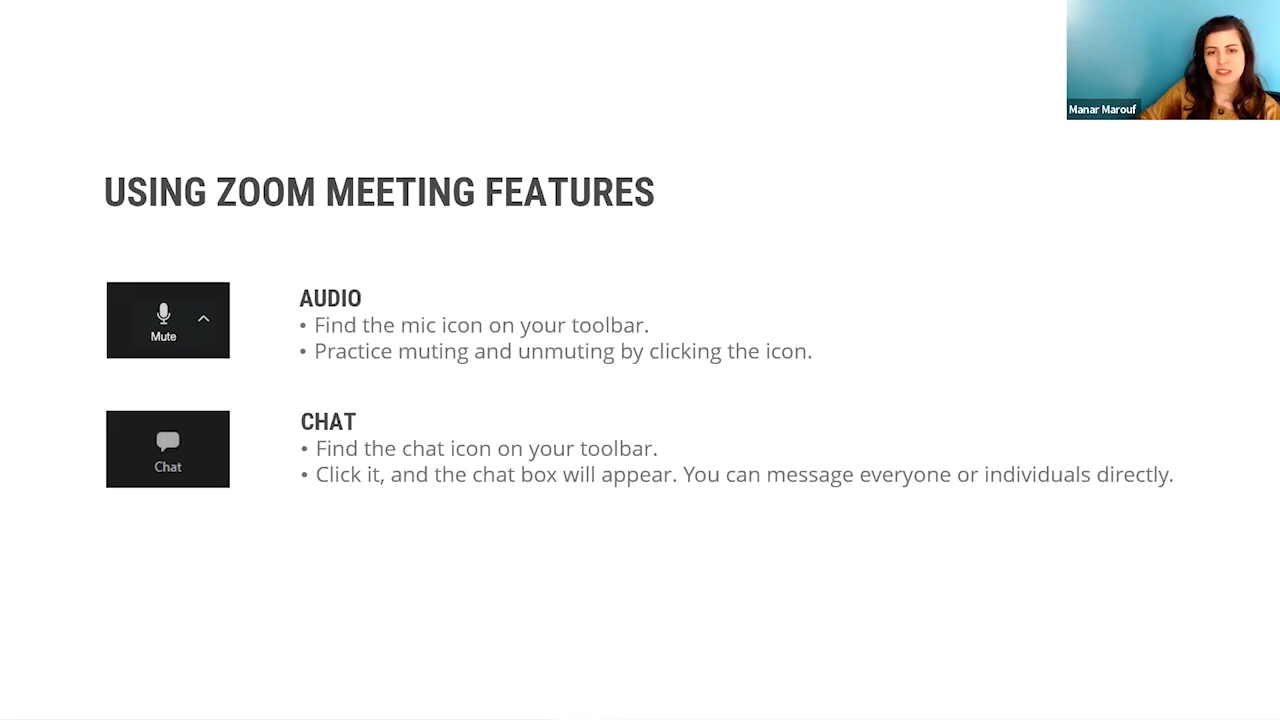 Manar Marouf
USING ZOOM MEETING FEATURES
Mute
AUDIO
• Find the mic icon on your toolbar.
• Practice muting and unmuting by clicking the icon.
Chat
CHAT
• Find the chat icon on your toolbar.
• Click it, and the chat box will appear. You can message everyone or individuals directly.